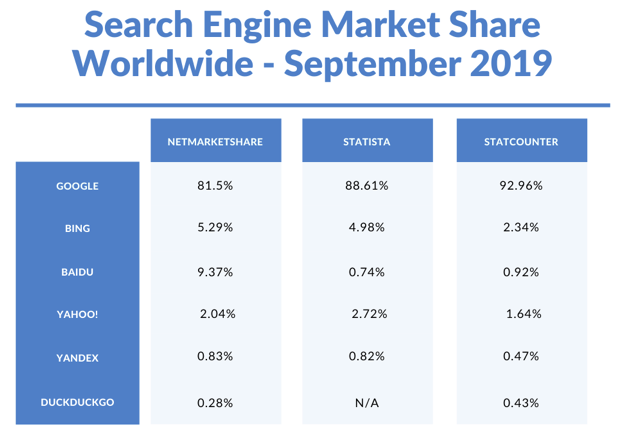 Search Engine Market Share
Worldwide - September 2019
NETMARKETSHARE STATISTA STATCOUNTER
GOOGLE 81.5% 88.61% 92.96%
BING 5.29% 4.98% 2.34%
BAIDU 9.37% 0.74% 0.92%
YAHOO! 2.04% 2.72% 1.64%
YANDEX 0.83% 0.82% 0.47%
DUCKDUCKGO 0.28% N/A 0.43%